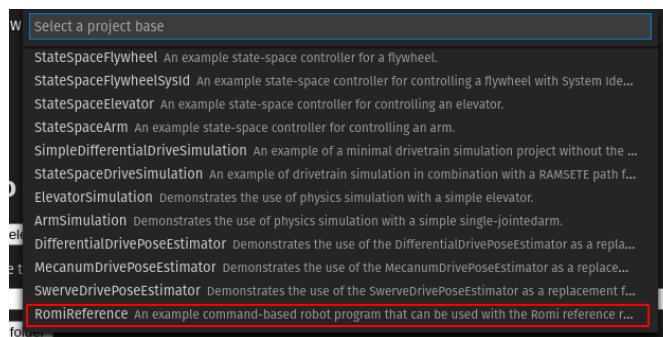 W
Select a project base
StateSpaceFlywheel An example state-space controller for a flywheel.
StateSpaceFlywheelSysId An example state-space controller for controlling a flywheel with System Ide...
StateSpaceElevator An example state-space controller for controlling an elevator.
StateSpaceArm An example state-space controller for controlling an arm.
SimpleDifferentialDriveSimulation An example of a minimal drivetrain simulation project without the ...
StateSpaceDriveSimulation An example of drivetrain simulation in combination with a RAMSETE path f...
ElevatorSimulation Demonstrates the use of physics simulation with a simple elevator.
ArmSimulation Demonstrates the use of physics simulation with a simple single-jointedarm.
DifferentialDrivePoseEstimator Demonstrates the use of the DifferentialDrivePoseEstimator as a repla...
MecanumDrivePoseEstimator Demonstrates the use of the MecanumDrivePoseEstimator as a replace...
SwerveDrivePoseEstimator Demonstrates the use of the SwerveDrivePoseEstimator as a replacement f...
RomiReference An example command-based robot program that can be used with the Romi reference r...